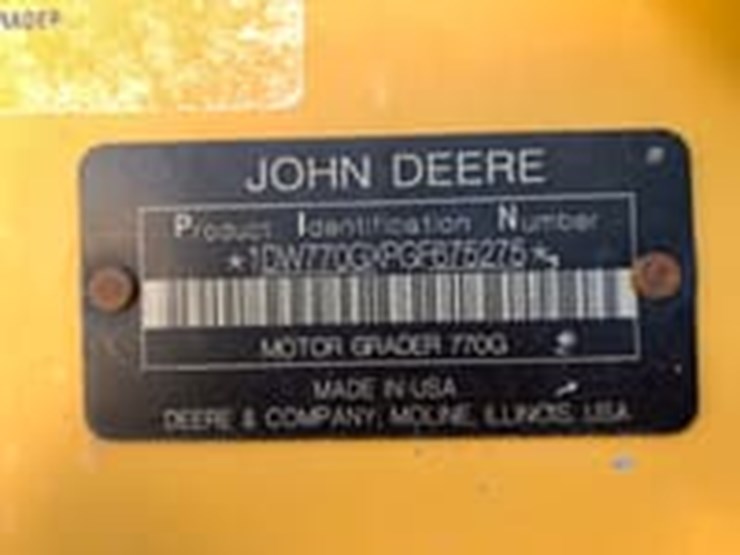 JOHN DEERE
Product Identification Number
*1DW770GXPGF675275*
MOTOR GRADER 770G
MADE IN USA
DEERE & COMPANY, MOLINE, ILLINOIS, USA